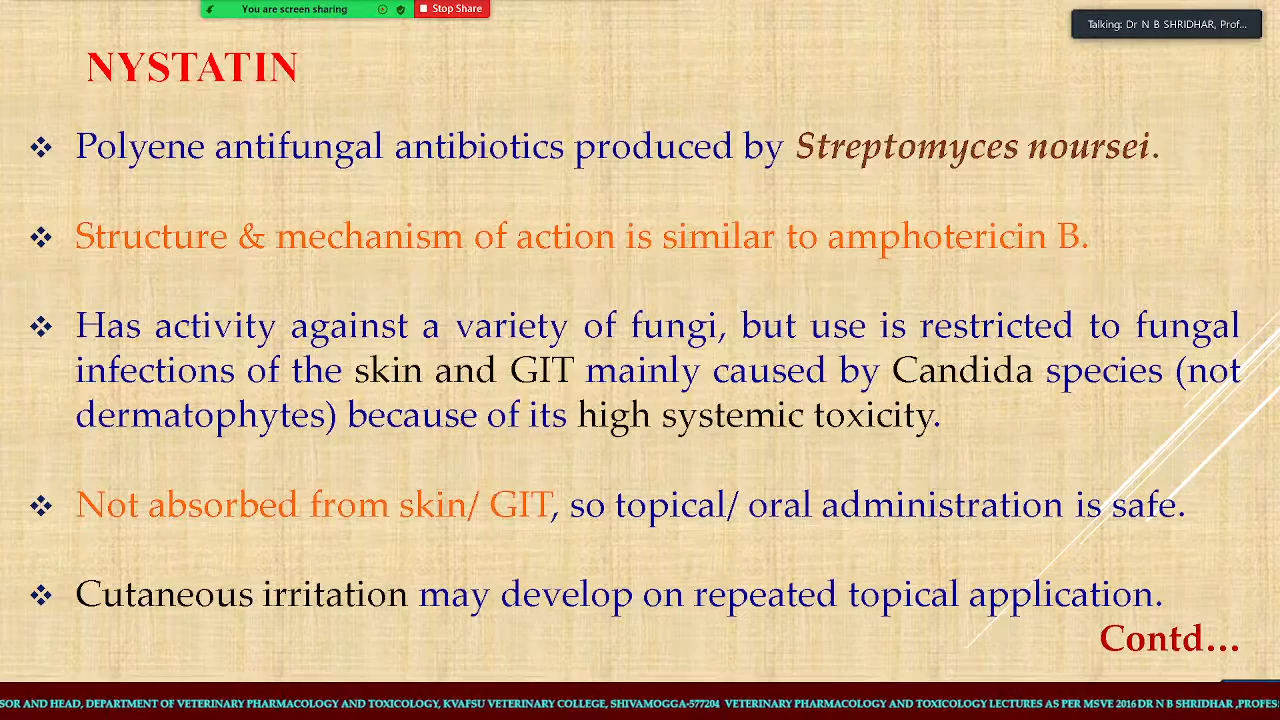 You are screen sharing
Stop Share
Talking: Dr N B SHRIDHAR, Prof...
NYSTATIN
❖ Polyene antifungal antibiotics produced by Streptomyces noursei.
❖ Structure & mechanism of action is similar to amphotericin B.
❖ Has activity against a variety of fungi, but use is restricted to fungal
infections of the skin and GIT mainly caused by Candida species (not
dermatophytes) because of its high systemic toxicity.
❖ Not absorbed from skin/ GIT, so topical/ oral administration is safe.
❖ Cutaneous irritation may develop on repeated topical application.
Contd...
SOR AND HEAD, DEPARTMENT OF VETERINARY PHARMACOLOGY AND TOXICOLOGY, KVAFSU VETERINARY COLLEGE, SHIVAMOGGA-577204 VETERINARY PHARMACOLOGY AND TOXICOLOGY LECTURES AS PER MSVE 2016 DR N B SHRIDHAR ,PROFES